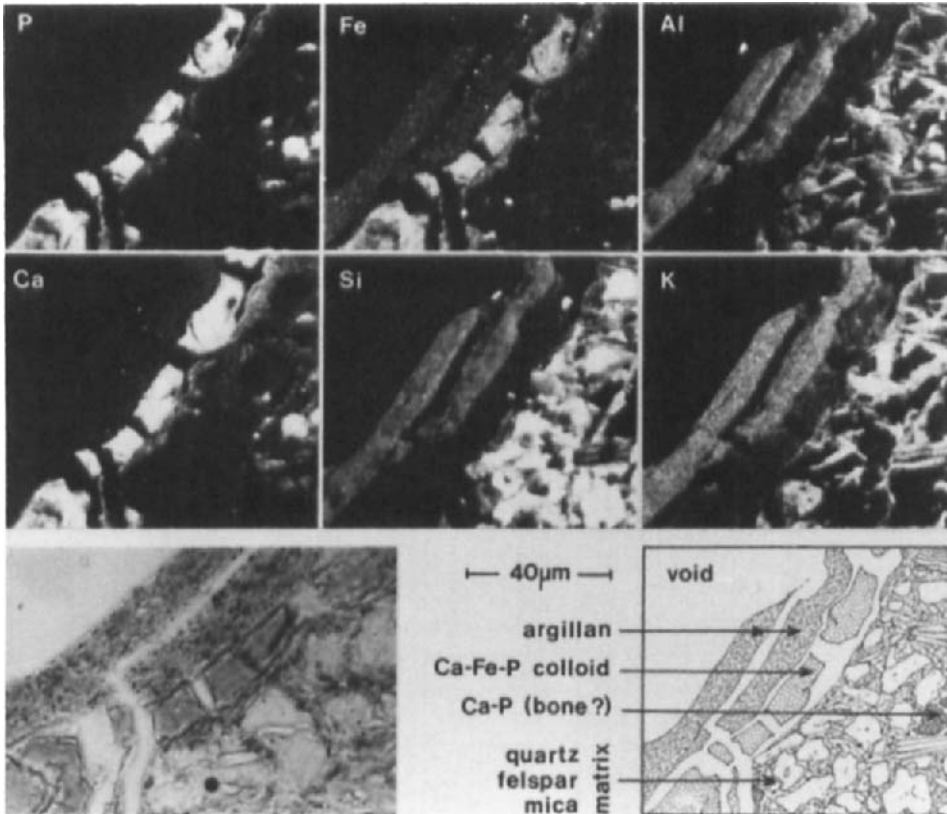 P
Fe
Al
Ca
Si
K
40µm
void
argillan
Ca-Fe-P colloid
Ca-P (bone?)
quartz
felspar
mica
matrix